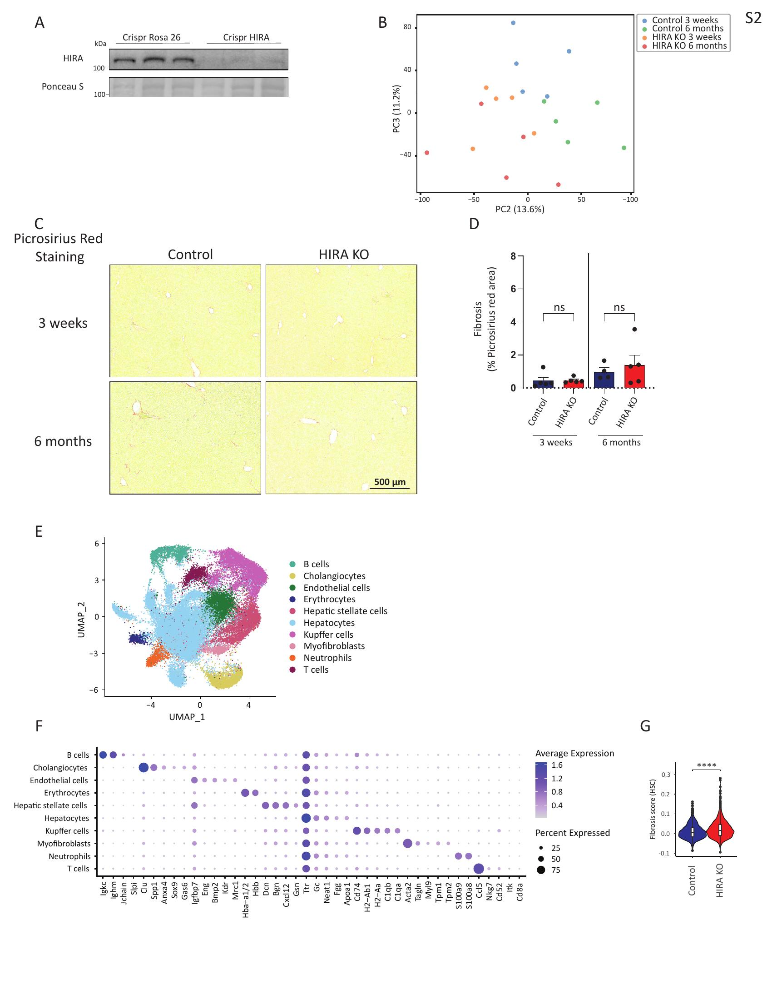 S2
A
Crispr Rosa 26
Crispr HIRA
kDa
HIRA
100
Ponceau S
100
B
Control 3 weeks
Control 6 months
HIRA KO 3 weeks
HIRA KO 6 months
PC3 (11.2%)
80
40
0
−40
−100
−50
0
50
−100
PC2 (13.6%)
C
Picrosirius Red
Staining
Control
HIRA KO
3 weeks
6 months
500 µm
D
Fibrosis
(% Picrosirius red area)
8
6
4
2
0
ns
ns
Control
HIRA KO
Control
HIRA KO
3 weeks
6 months
E
UMAP_2
6
3
0
−3
−6
−4
0
4
UMAP_1
B cells
Cholangiocytes
Endothelial cells
Erythrocytes
Hepatic stellate cells
Hepatocytes
Kupffer cells
Myofibroblasts
Neutrophils
T cells
F
B cells
Cholangiocytes
Endothelial cells
Erythrocytes
Hepatic stellate cells
Hepatocytes
Kupffer cells
Myofibroblasts
Neutrophils
T cells
Igkc
Ighm
Jchain
Slpi
Clu
Spp1
Anxa4
Sox9
Gas6
Igfbp7
Eng
Bmp2
Kdr
Mrc1
Hba−a1/2
Hbb
Dcn
Bgn
Cxcl12
Gsn
Ttr
Gc
Neat1
Fgg
Apoa1
Cd74
H2−Ab1
H2−Aa
C1qb
C1qa
Acta2
Tagln
Myl9
Tpm1
Tpm2
S100a9
S100a8
Ccl5
Nkg7
Cd52
Itk
Cd8a
Average Expression
1.6
1.2
0.8
0.4
Percent Expressed
25
50
75
G
Fibrosis score (HSC)
0.3
0.2
0.1
0.0
-0.1
****
Control
HIRA KO